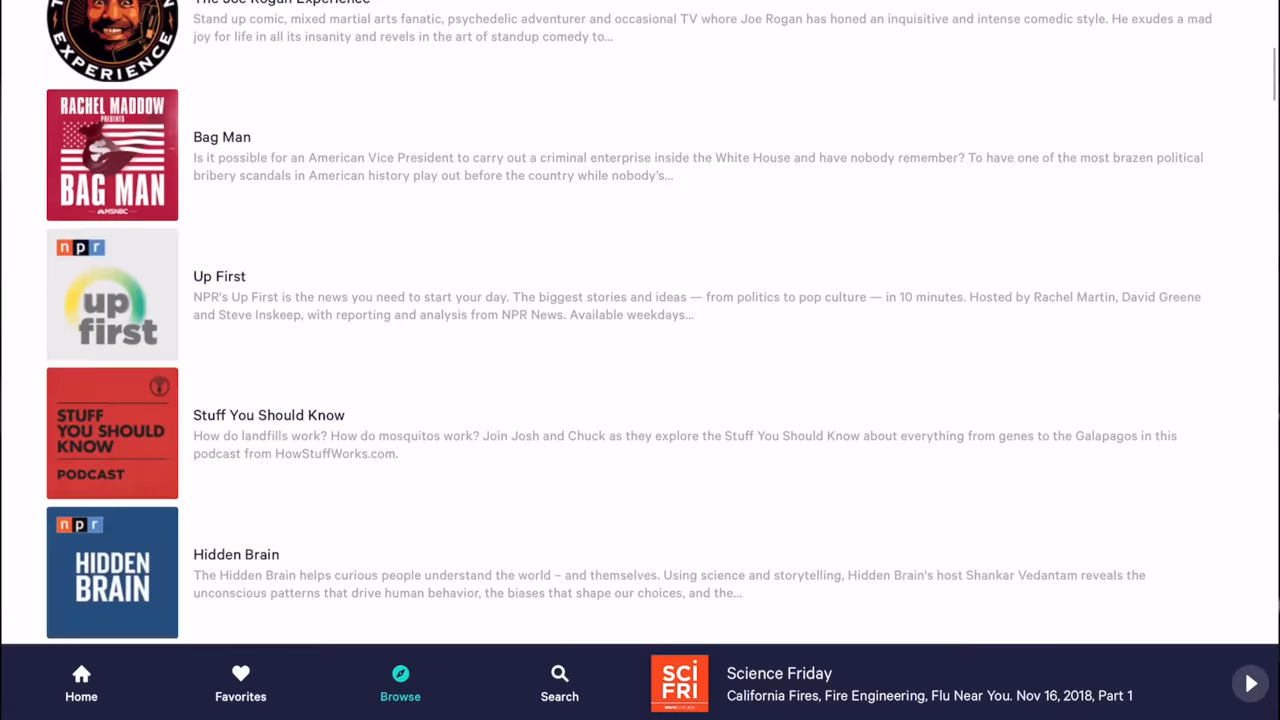 The Joe Rogan Experience
Stand up comic, mixed martial arts fanatic, psychedelic adventurer and occasional TV whore Joe Rogan has honed an inquisitive and intense comedic style. He exudes a mad
joy for life in all its insanity and revels in the art of standup comedy to...
EXPERIENCE
RACHEL MADDOW
PRESENTS
BAG MAN
MSNBC
Bag Man
Is it possible for an American Vice President to carry out a criminal enterprise inside the White House and have nobody remember? To have one of the most brazen political
bribery scandals in American history play out before the country while nobody's...
npr
up
first
Up First
NPR's Up First is the news you need to start your day. The biggest stories and ideas — from politics to pop culture — in 10 minutes. Hosted by Rachel Martin, David Greene
and Steve Inskeep, with reporting and analysis from NPR News. Available weekdays...
STUFF
YOU SHOULD
KNOW
PODCAST
Stuff You Should Know
How do landfills work? How do mosquitos work? Join Josh and Chuck as they explore the Stuff You Should Know about everything from genes to the Galapagos in this
podcast from HowStuffWorks.com.
npr
HIDDEN
BRAIN
Hidden Brain
The Hidden Brain helps curious people understand the world – and themselves. Using science and storytelling, Hidden Brain's host Shankar Vedantam reveals the
unconscious patterns that drive human behavior, the biases that shape our choices, and the...
Home
Favorites
Browse
Search
SCI
FRI
Science Friday
California Fires, Fire Engineering, Flu Near You. Nov 16, 2018, Part 1